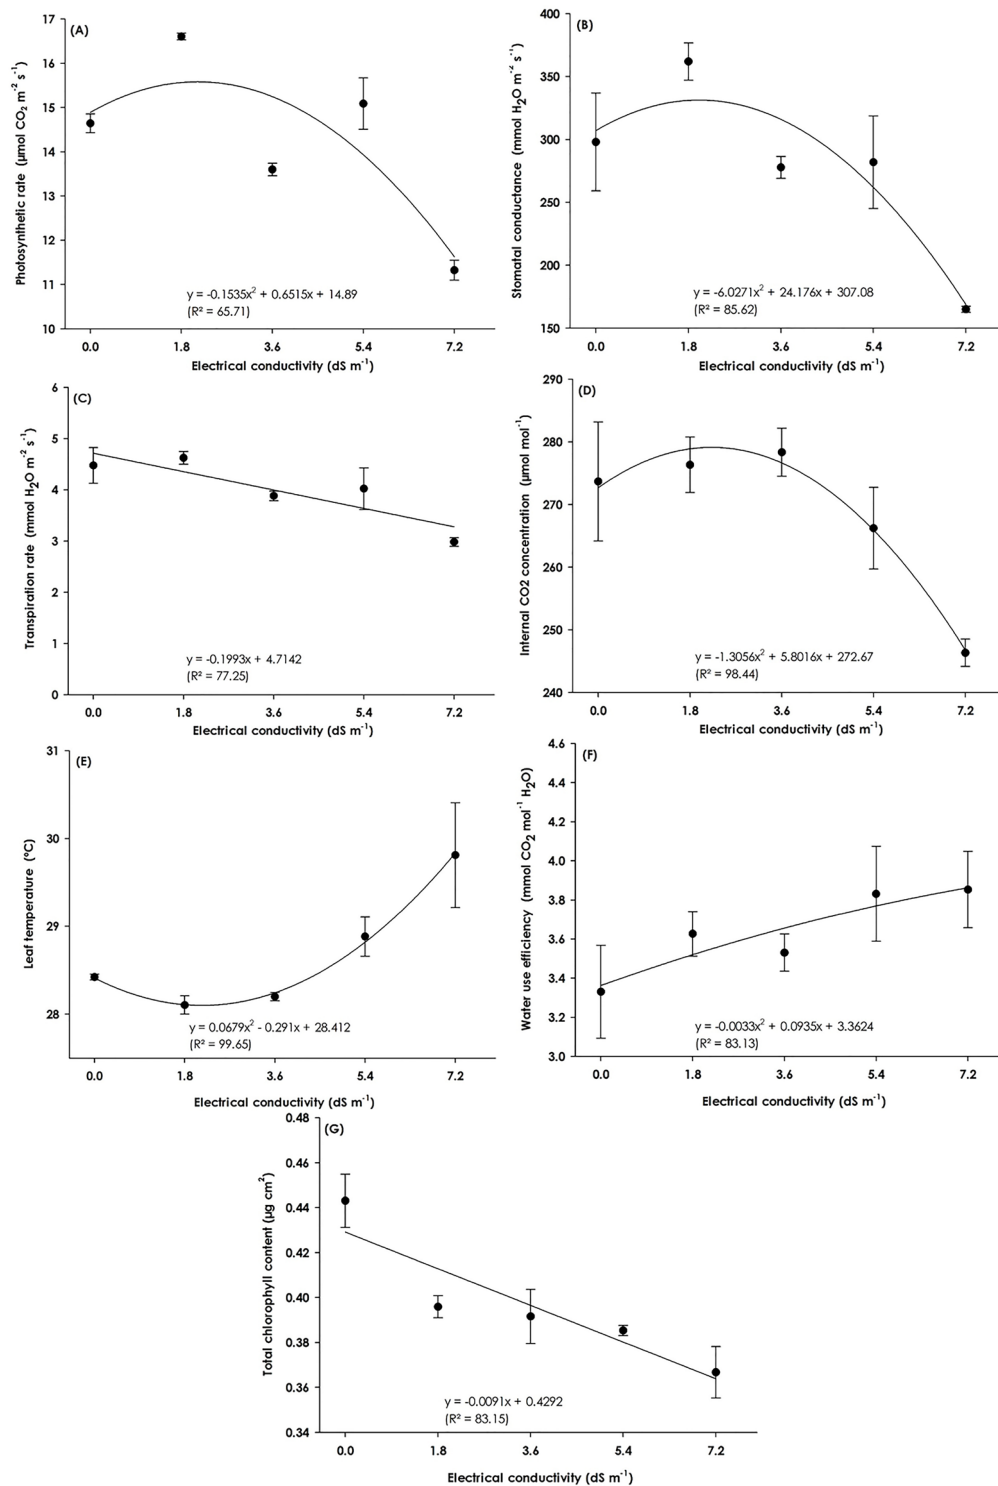 (A)
Photosynthetic rate (µmol CO₂ m⁻² s⁻¹)
17
16
15
14
13
12
11
10
y = -0.1535x² + 0.6515x + 14.89
(R² = 65.71)
0.0 1.8 3.6 5.4 7.2
Electrical conductivity (dS m⁻¹)
(B)
Stomatal conductance (mmol H₂O m⁻² s⁻¹)
400
350
300
250
200
150
y = -6.0271x² + 24.176x + 307.08
(R² = 85.62)
0.0 1.8 3.6 5.4 7.2
Electrical conductivity (dS m⁻¹)
(C)
Transpiration rate (mmol H₂O m⁻² s⁻¹)
6
5
4
3
2
1
0
y = -0.1993x + 4.7142
(R² = 77.25)
0.0 1.8 3.6 5.4 7.2
Electrical conductivity (dS m⁻¹)
(D)
Internal CO2 concentration (µmol mol⁻¹)
290
280
270
260
250
240
y = -1.3056x² + 5.8016x + 272.67
(R² = 98.44)
0.0 1.8 3.6 5.4 7.2
Electrical conductivity (dS m⁻¹)
(E)
Leaf temperature (°C)
31
30
29
28
y = 0.0679x² - 0.291x + 28.412
(R² = 99.65)
0.0 1.8 3.6 5.4 7.2
Electrical conductivity (dS m⁻¹)
(F)
Water use efficiency (mmol CO₂ mol⁻¹ H₂O)
4.6
4.4
4.2
4.0
3.8
3.6
3.4
3.2
3.0
y = -0.0033x² + 0.0935x + 3.3624
(R² = 83.13)
0.0 1.8 3.6 5.4 7.2
Electrical conductivity (dS m⁻¹)
(G)
Total chlorophyll content (µg cm²)
0.48
0.46
0.44
0.42
0.40
0.38
0.36
0.34
y = -0.0091x + 0.4292
(R² = 83.15)
0.0 1.8 3.6 5.4 7.2
Electrical conductivity (dS m⁻¹)